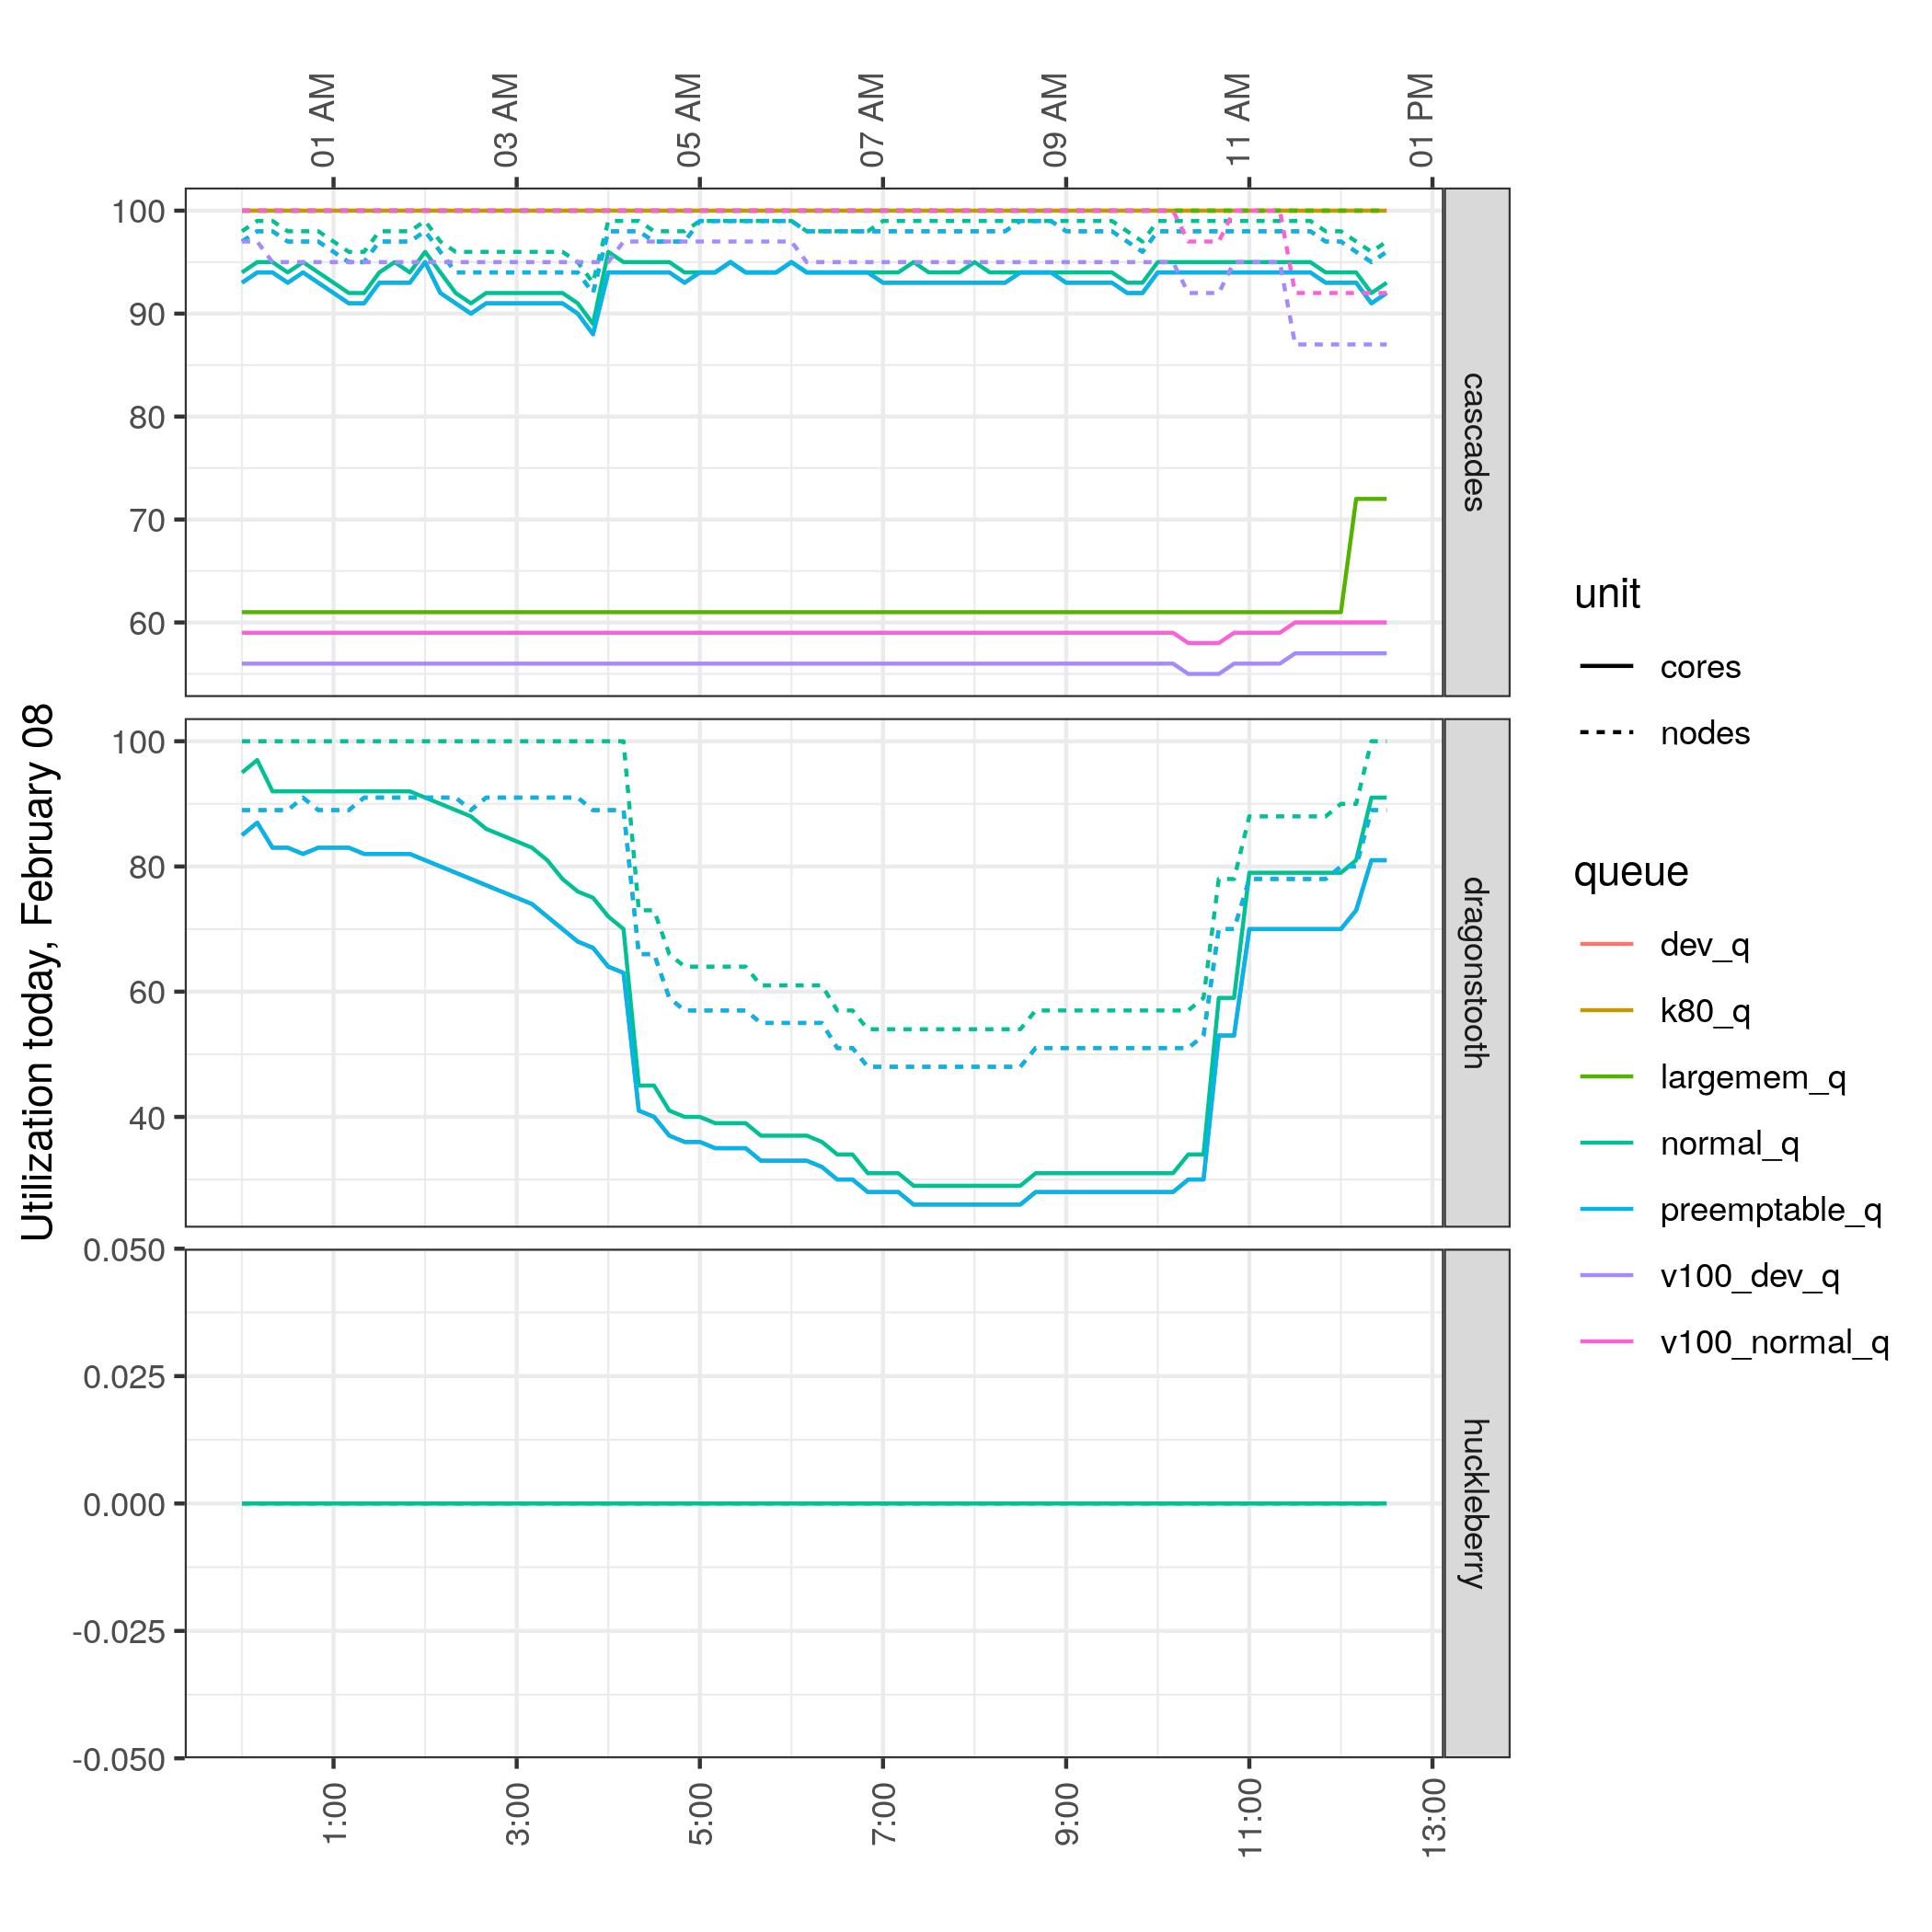 01 AM
03 AM
05 AM
07 AM
09 AM
11 AM
01 PM
100
90
80
70
60
cascades
100
80
60
40
dragonstooth
0.050
0.025
0.000
-0.025
-0.050
huckleberry
1:00
3:00
5:00
7:00
9:00
11:00
13:00
Utilization today, February 08
unit
cores
nodes
queue
dev_q
k80_q
largemem_q
normal_q
preemptable_q
v100_dev_q
v100_normal_q